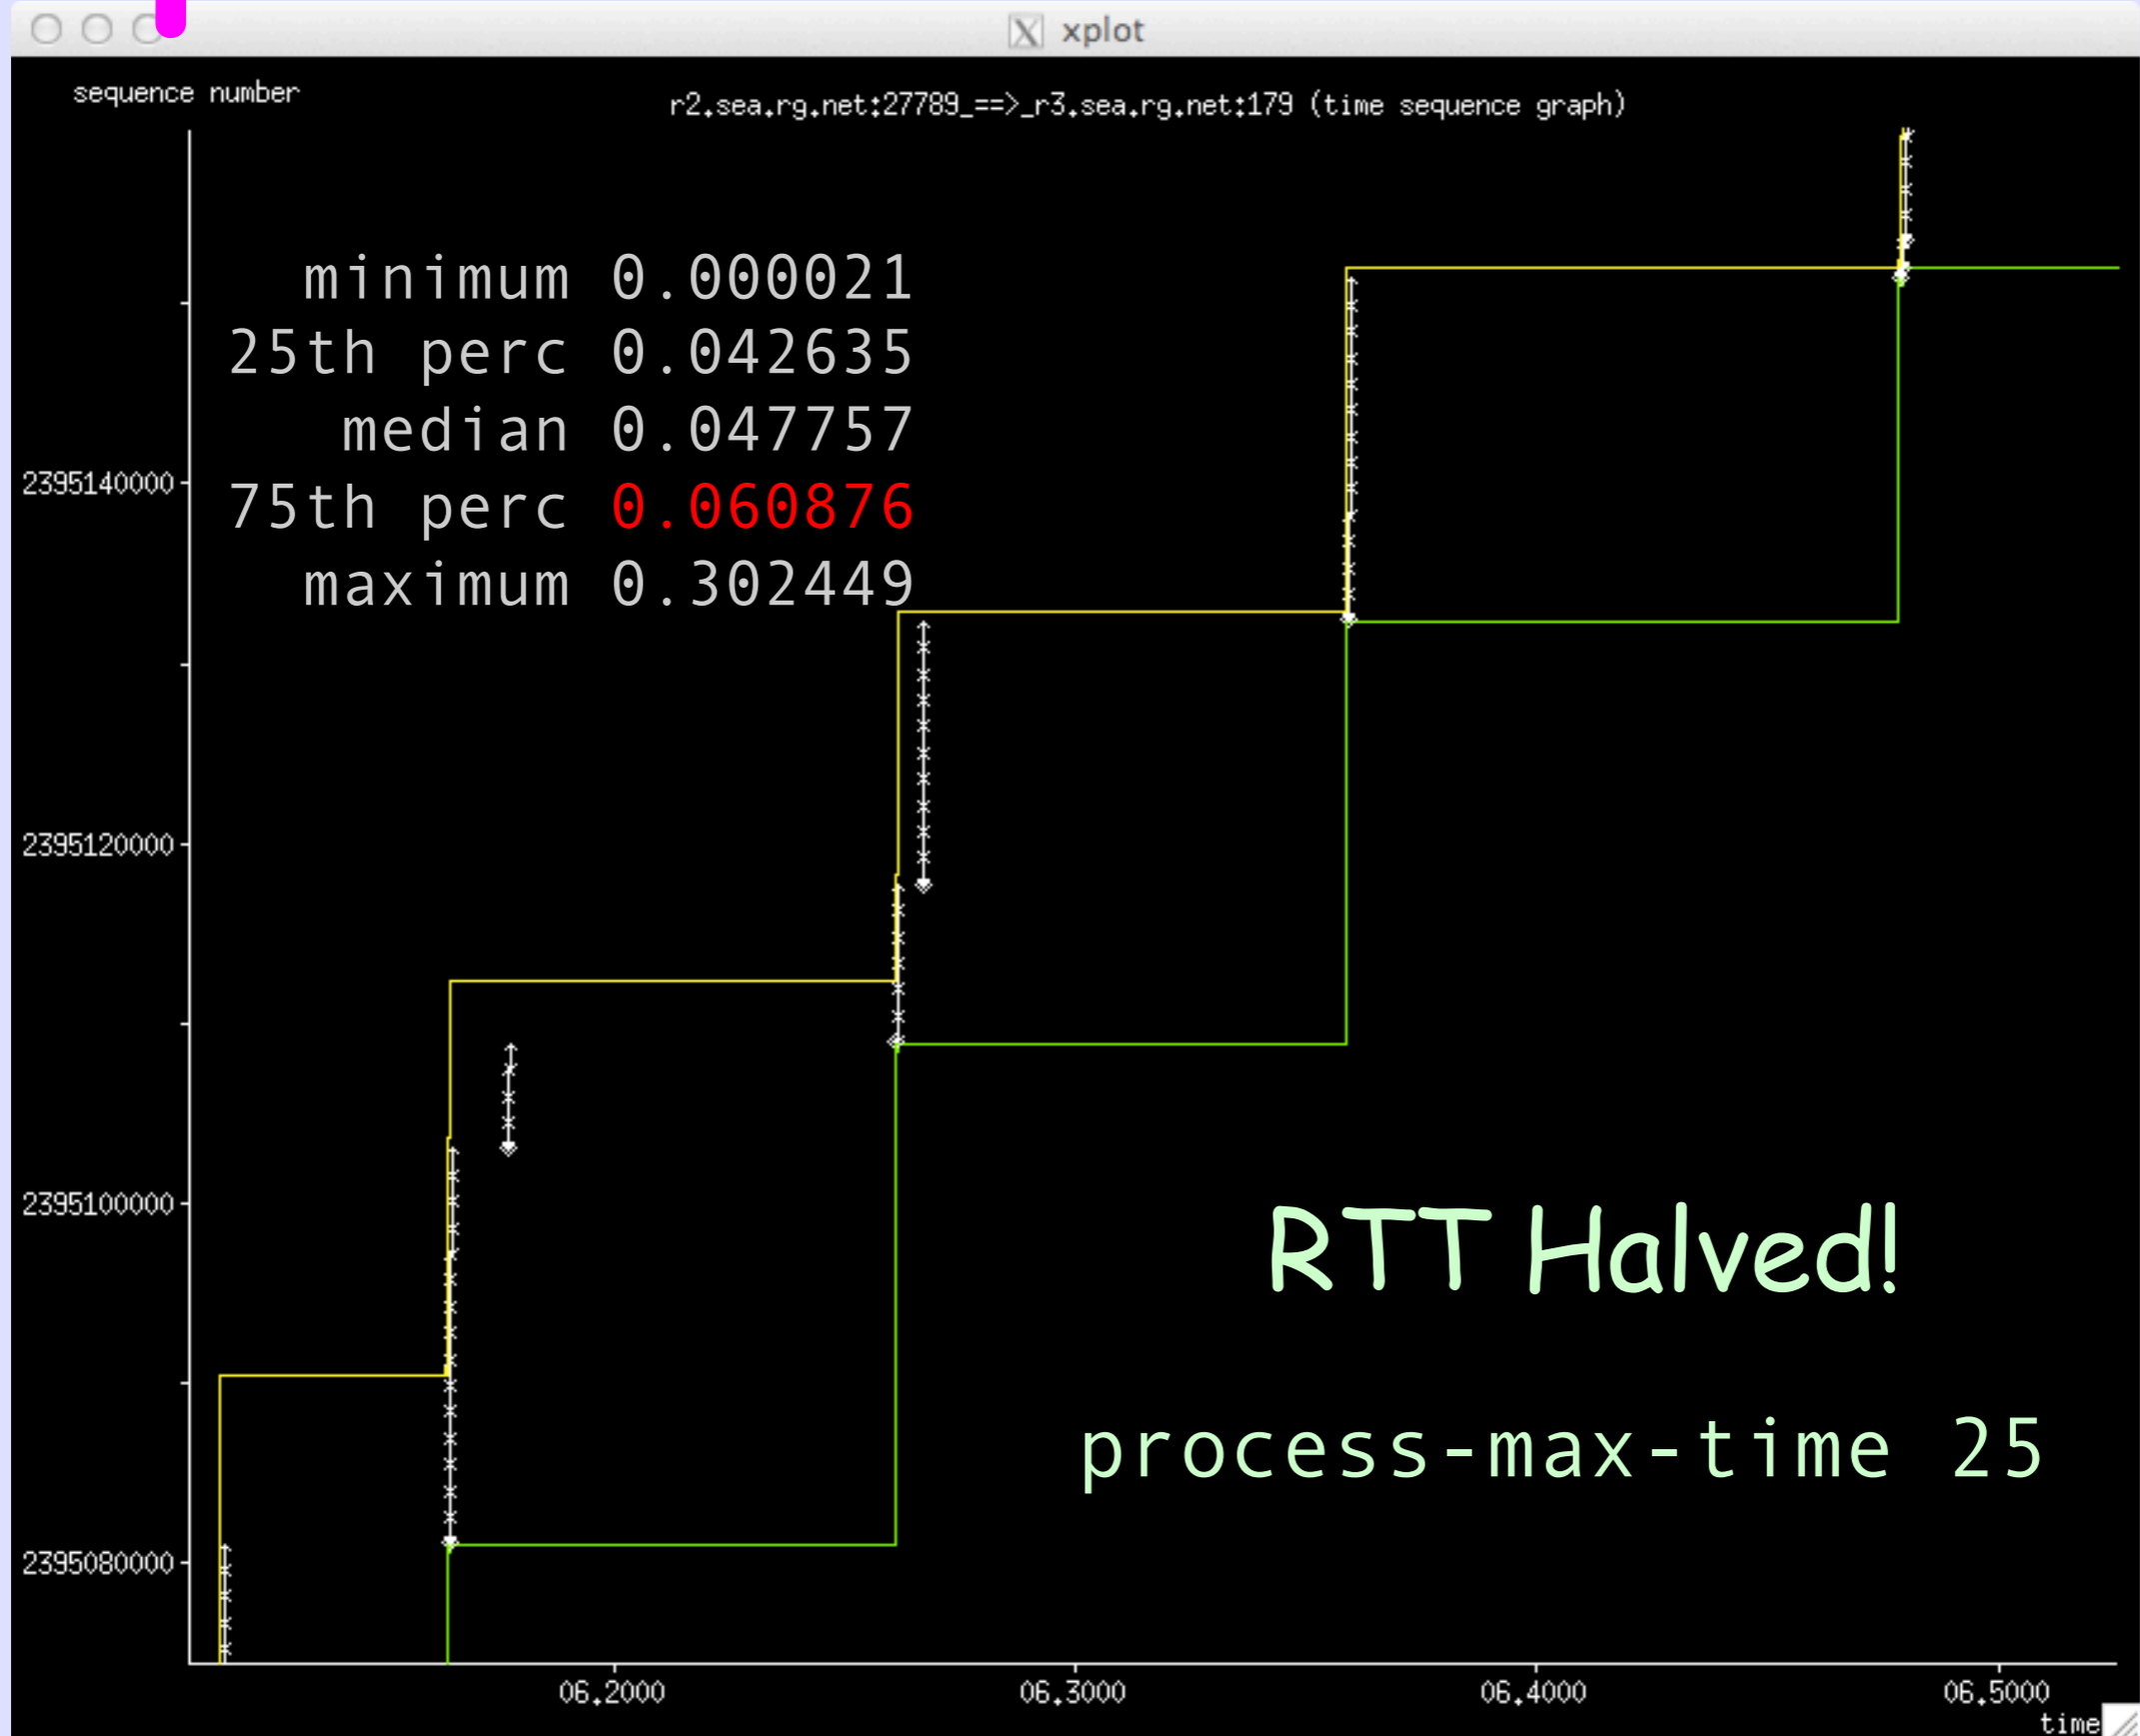 xplot
sequence number
r2.sea.rg.net:27789_==>_r3.sea.rg.net:179 (time sequence graph)
minimum 0.000021
25th perc 0.042635
median 0.047757
75th perc 0.060876
maximum 0.302449
2395140000
2395120000
2395100000
2395080000
RTT Halved!
process-max-time 25
06.2000
06.3000
06.4000
06.5000
time